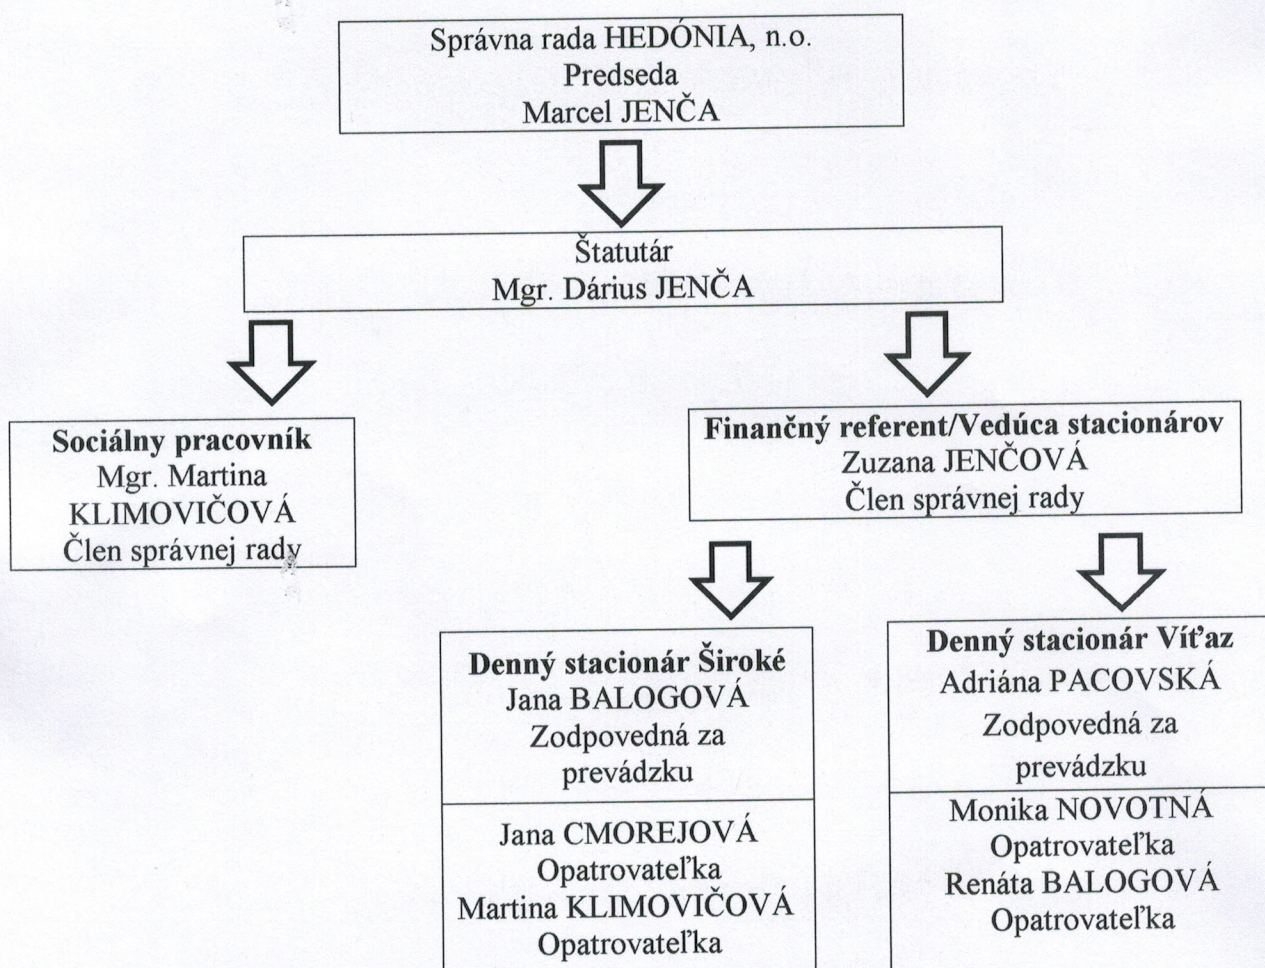 Správna rada HEDÓNIA, n.o.
Predseda
Marcel JENČA
Štatutár
Mgr. Dárius JENČA
Sociálny pracovník
Mgr. Martina
KLIMOVIČOVÁ
Člen správnej rady
Finančný referent/Vedúca stacionárov
Zuzana JENČOVÁ
Člen správnej rady
Denný stacionár Široké
Jana BALOGOVÁ
Zodpovedná za
prevádzku
Jana CMOREJOVÁ
Opatrovateľka
Martina KLIMOVIČOVÁ
Opatrovateľka
Denný stacionár Víťaz
Adriána PACOVSKÁ
Zodpovedná za
prevádzku
Monika NOVOTNÁ
Opatrovateľka
Renáta BALOGOVÁ
Opatrovateľka